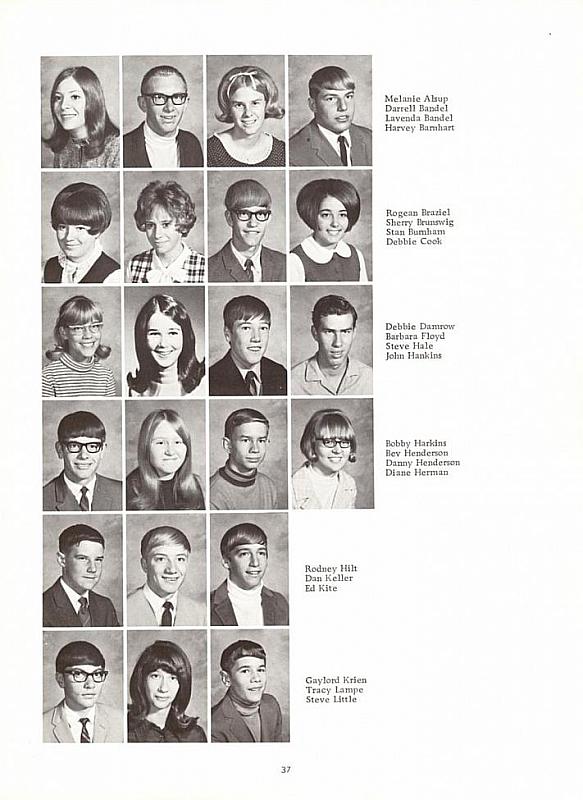 Melanie Alsup
Darrell Bandel
Lavenda Bandel
Harvey Barnhart
Rogean Braziel
Sherry Brunswig
Stan Burnham
Debbie Cook
Debbie Damrow
Barbara Floyd
Steve Hale
John Hankins
Bobby Harkins
Bev Henderson
Danny Henderson
Diane Herman
Rodney Hilt
Dan Keller
Ed Kite
Gaylord Krien
Tracy Lampe
Steve Little
37